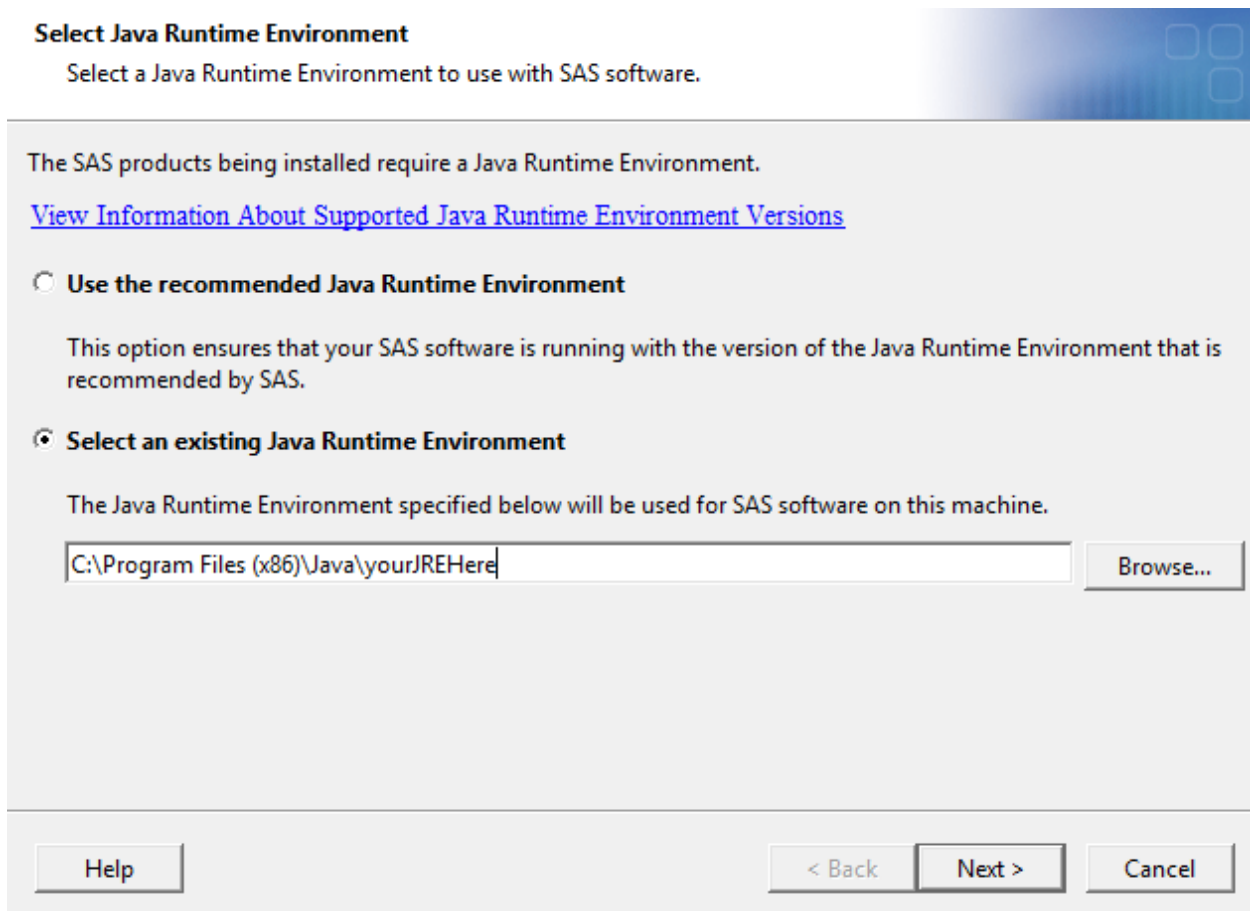 Select Java Runtime Environment
Select a Java Runtime Environment to use with SAS software.
The SAS products being installed require a Java Runtime Environment.
View Information About Supported Java Runtime Environment Versions
Use the recommended Java Runtime Environment
This option ensures that your SAS software is running with the version of the Java Runtime Environment that is
recommended by SAS.
Select an existing Java Runtime Environment
The Java Runtime Environment specified below will be used for SAS software on this machine.
C:\Program Files (x86)\Java\yourJREHere
Browse...
Help
< Back
Next >
Cancel